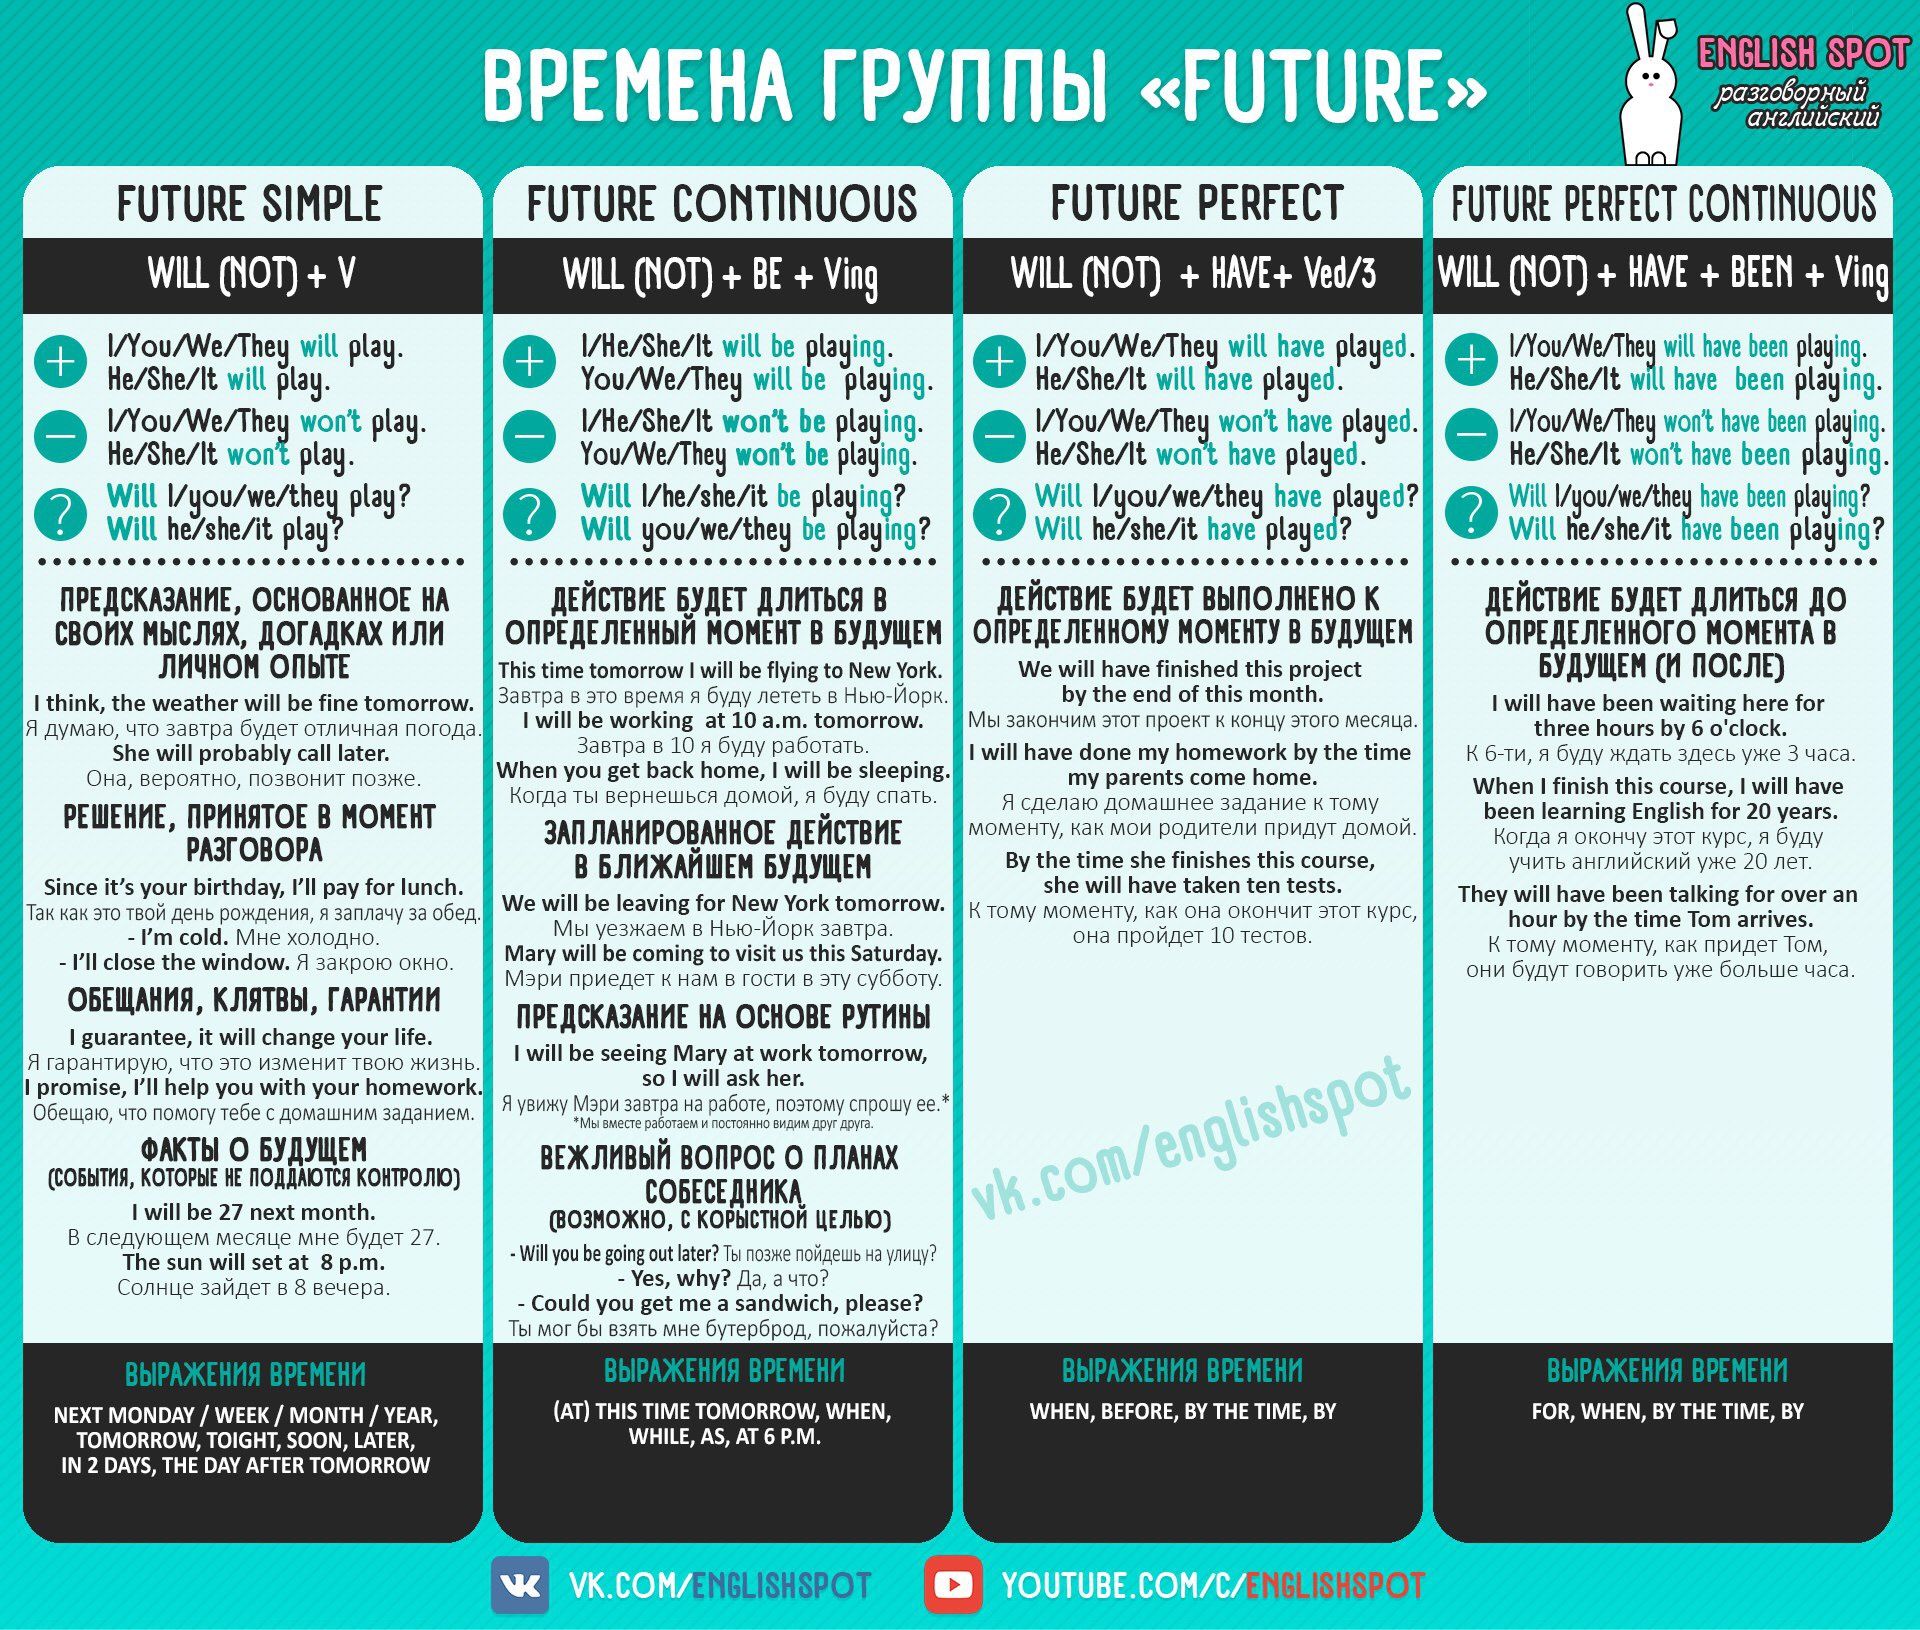 ВРЕМЕНА ГРУППЫ «FUTURE»
ENGLISH SPOT
разговорный
английский
FUTURE SIMPLE
WILL (NOT) + V
+
I/You/We/They will play.
He/She/It will play.
−
I/You/We/They won't play.
He/She/It won't play.
?
Will I/you/we/they play?
Will he/she/it play?
ПРЕДСКАЗАНИЕ, ОСНОВАННОЕ НА
СВОИХ МЫСЛЯХ, ДОГАДКАХ ИЛИ
ЛИЧНОМ ОПЫТЕ
I think, the weather will be fine tomorrow.
Я думаю, что завтра будет отличная погода.
She will probably call later.
Она, вероятно, позвонит позже.
РЕШЕНИЕ, ПРИНЯТОЕ В МОМЕНТ
РАЗГОВОРА
Since it's your birthday, I'll pay for lunch.
Так как это твой день рождения, я заплачу за обед.
- I'm cold. Мне холодно.
- I'll close the window. Я закрою окно.
ОБЕЩАНИЯ, КЛЯТВЫ, ГАРАНТИИ
I guarantee, it will change your life.
Я гарантирую, что это изменит твою жизнь.
I promise, I'll help you with your homework.
Обещаю, что помогу тебе с домашним заданием.
ФАКТЫ О БУДУЩЕМ
(СОБЫТИЯ, КОТОРЫЕ НЕ ПОДДАЮТСЯ КОНТРОЛЮ)
I will be 27 next month.
В следующем месяце мне будет 27.
The sun will set at 8 p.m.
Солнце зайдет в 8 вечера.
ВЫРАЖЕНИЯ ВРЕМЕНИ
NEXT MONDAY / WEEK / MONTH / YEAR,
TOMORROW, TOIGHT, SOON, LATER,
IN 2 DAYS, THE DAY AFTER TOMORROW
FUTURE CONTINUOUS
WILL (NOT) + BE + Ving
+
I/He/She/It will be playing.
You/We/They will be playing.
−
I/He/She/It won't be playing.
You/We/They won't be playing.
?
Will I/he/she/it be playing?
Will you/we/they be playing?
ДЕЙСТВИЕ БУДЕТ ДЛИТЬСЯ В
ОПРЕДЕЛЕННЫЙ МОМЕНТ В БУДУЩЕМ
This time tomorrow I will be flying to New York.
Завтра в это время я буду лететь в Нью-Йорк.
I will be working at 10 a.m. tomorrow.
Завтра в 10 я буду работать.
When you get back home, I will be sleeping.
Когда ты вернешься домой, я буду спать.
ЗАПЛАНИРОВАННОЕ ДЕЙСТВИЕ
В БЛИЖАЙШЕМ БУДУЩЕМ
We will be leaving for New York tomorrow.
Мы уезжаем в Нью-Йорк завтра.
Mary will be coming to visit us this Saturday.
Мэри приедет к нам в гости в эту субботу.
ПРЕДСКАЗАНИЕ НА ОСНОВЕ РУТИНЫ
I will be seeing Mary at work tomorrow,
so I will ask her.
Я увижу Мэри завтра на работе, поэтому спрошу ее.*
*Мы вместе работаем и постоянно видим друг друга.
ВЕЖЛИВЫЙ ВОПРОС О ПЛАНАХ
СОБЕСЕДНИКА
(ВОЗМОЖНО, С КОРЫСТНОЙ ЦЕЛЬЮ)
- Will you be going out later? Ты позже пойдешь на улицу?
- Yes, why? Да, а что?
- Could you get me a sandwich, please?
Ты мог бы взять мне бутерброд, пожалуйста?
ВЫРАЖЕНИЯ ВРЕМЕНИ
(AT) THIS TIME TOMORROW, WHEN,
WHILE, AS, AT 6 P.M.
FUTURE PERFECT
WILL (NOT) + HAVE+ Ved/3
+
I/You/We/They will have played.
He/She/It will have played.
−
I/You/We/They won't have played.
He/She/It won't have played.
?
Will I/you/we/they have played?
Will he/she/it have played?
ДЕЙСТВИЕ БУДЕТ ВЫПОЛНЕНО К
ОПРЕДЕЛЕННОМУ МОМЕНТУ В БУДУЩЕМ
We will have finished this project
by the end of this month.
Мы закончим этот проект к концу этого месяца.
I will have done my homework by the time
my parents come home.
Я сделаю домашнее задание к тому
моменту, как мои родители придут домой.
By the time she finishes this course,
she will have taken ten tests.
К тому моменту, как она окончит этот курс,
она пройдет 10 тестов.
vk.com/englishspot
ВЫРАЖЕНИЯ ВРЕМЕНИ
WHEN, BEFORE, BY THE TIME, BY
FUTURE PERFECT CONTINUOUS
WILL (NOT) + HAVE + BEEN + Ving
+
I/You/We/They will have been playing.
He/She/It will have been playing.
−
I/You/We/They won't have been playing.
He/She/It won't have been playing.
?
Will I/you/we/they have been playing?
Will he/she/it have been playing?
ДЕЙСТВИЕ БУДЕТ ДЛИТЬСЯ ДО
ОПРЕДЕЛЕННОГО МОМЕНТА В
БУДУЩЕМ (И ПОСЛЕ)
I will have been waiting here for
three hours by 6 o'clock.
К 6-ти, я буду ждать здесь уже 3 часа.
When I finish this course, I will have
been learning English for 20 years.
Когда я окончу этот курс, я буду
учить английский уже 20 лет.
They will have been talking for over an
hour by the time Tom arrives.
К тому моменту, как придет Том,
они будут говорить уже больше часа.
ВЫРАЖЕНИЯ ВРЕМЕНИ
FOR, WHEN, BY THE TIME, BY
VK.COM/ENGLISHSPOT
YOUTUBE.COM/C/ENGLISHSPOT